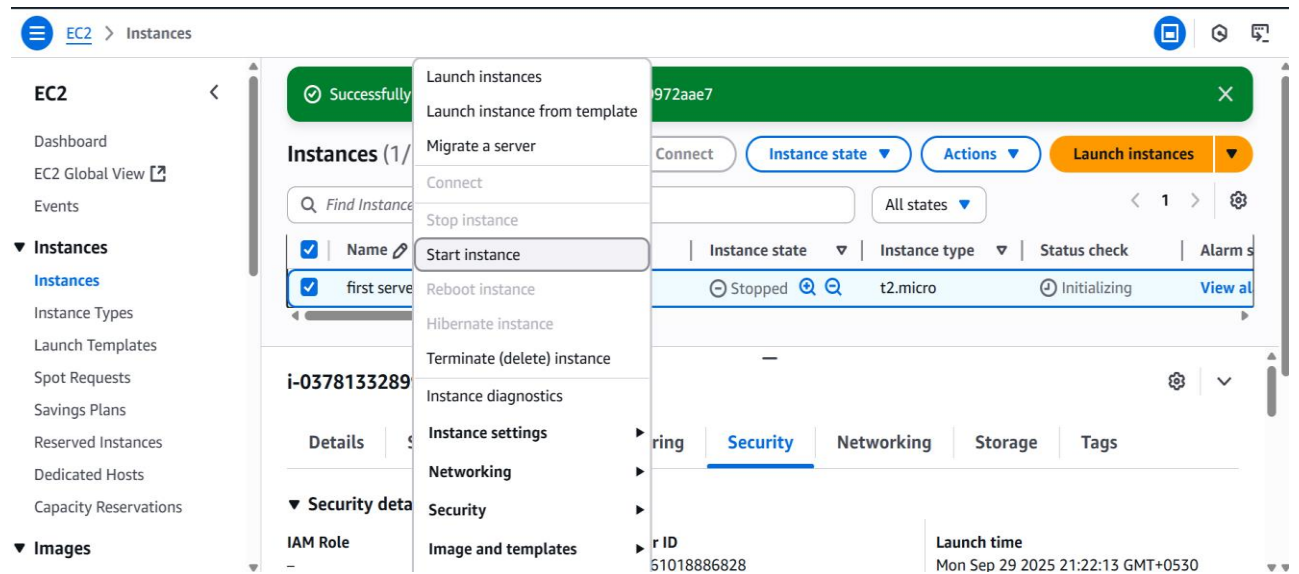 EC2 > Instances
EC2
Dashboard
EC2 Global View
Events
Instances
Instances
Instance Types
Launch Templates
Spot Requests
Savings Plans
Reserved Instances
Dedicated Hosts
Capacity Reservations
Images
Successfully
9972aae7
Instances (1/
Connect
Instance state
Actions
Launch instances
Find Instance
All states
1
Name
Instance state
Instance type
Status check
Alarm s
first serve
Stopped
t2.micro
Initializing
View al
Launch instances
Launch instance from template
Migrate a server
Connect
Stop instance
Start instance
Reboot instance
Hibernate instance
Terminate (delete) instance
Instance diagnostics
Instance settings
Networking
Security
Image and templates
i-0378133289
Details
S
ring
Security
Networking
Storage
Tags
Security deta
IAM Role
–
r ID
61018886828
Launch time
Mon Sep 29 2025 21:22:13 GMT+0530